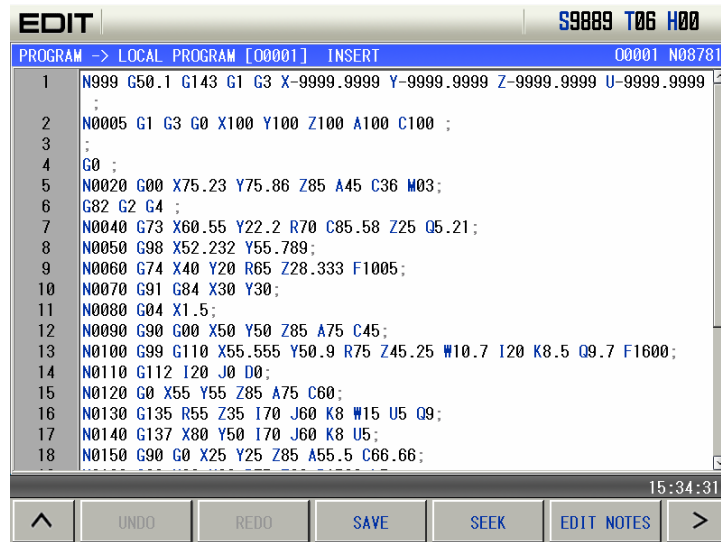 EDIT S9889 T06 H00
PROGRAM -> LOCAL PROGRAM [O0001] INSERT O0001 N08781
1 N999 G50.1 G143 G1 G3 X-9999.9999 Y-9999.9999 Z-9999.9999 U-9999.9999
;
2 N0005 G1 G3 G0 X100 Y100 Z100 A100 C100 ;
3 ;
4 G0 ;
5 N0020 G00 X75.23 Y75.86 Z85 A45 C36 M03;
6 G82 G2 G4 ;
7 N0040 G73 X60.55 Y22.2 R70 C85.58 Z25 Q5.21;
8 N0050 G98 X52.232 Y55.789;
9 N0060 G74 X40 Y20 R65 Z28.333 F1005;
10 N0070 G91 G84 X30 Y30;
11 N0080 G04 X1.5;
12 N0090 G90 G00 X50 Y50 Z85 A75 C45;
13 N0100 G99 G110 X55.555 Y50.9 R75 Z45.25 W10.7 I20 K8.5 Q9.7 F1600;
14 N0110 G112 I20 J0 D0;
15 N0120 G0 X55 Y55 Z85 A75 C60;
16 N0130 G135 R55 Z35 I70 J60 K8 W15 U5 Q9;
17 N0140 G137 X80 Y50 I70 J60 K8 U5;
18 N0150 G90 G0 X25 Y25 Z85 A55.5 C66.66;
15:34:31
UNDO REDO SAVE SEEK EDIT NOTES >